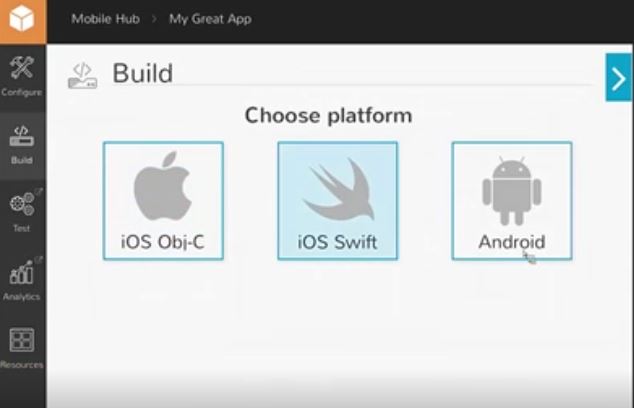 Mobile Hub > My Great App
Configure
Build
Test
Analytics
Resources
Build
Choose platform
iOS Obj-C
iOS Swift
Android